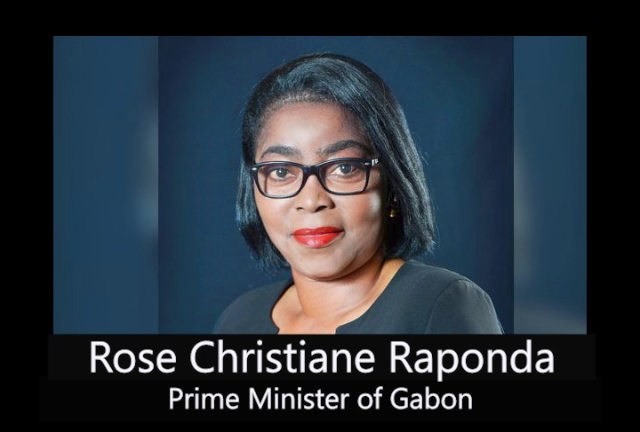 Rose Christiane Raponda
Prime Minister of Gabon